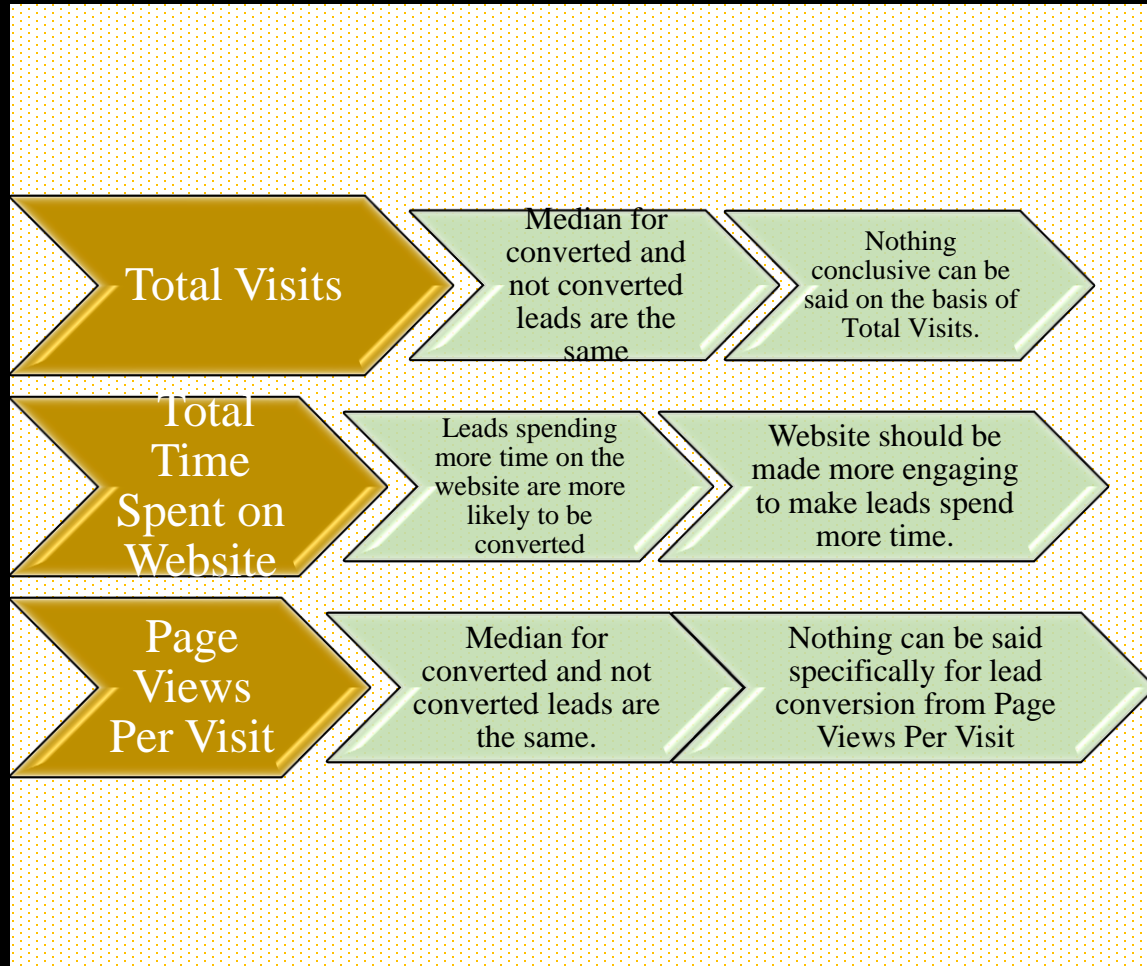 Total Visits
Median for
converted and
not converted
leads are the
same
Nothing
conclusive can be
said on the basis of
Total Visits.
Total
Time
Spent on
Website
Leads spending
more time on the
website are more
likely to be
converted
Website should be
made more engaging
to make leads spend
more time.
Page
Views
Per Visit
Median for
converted and not
converted leads are
the same.
Nothing can be said
specifically for lead
conversion from Page
Views Per Visit